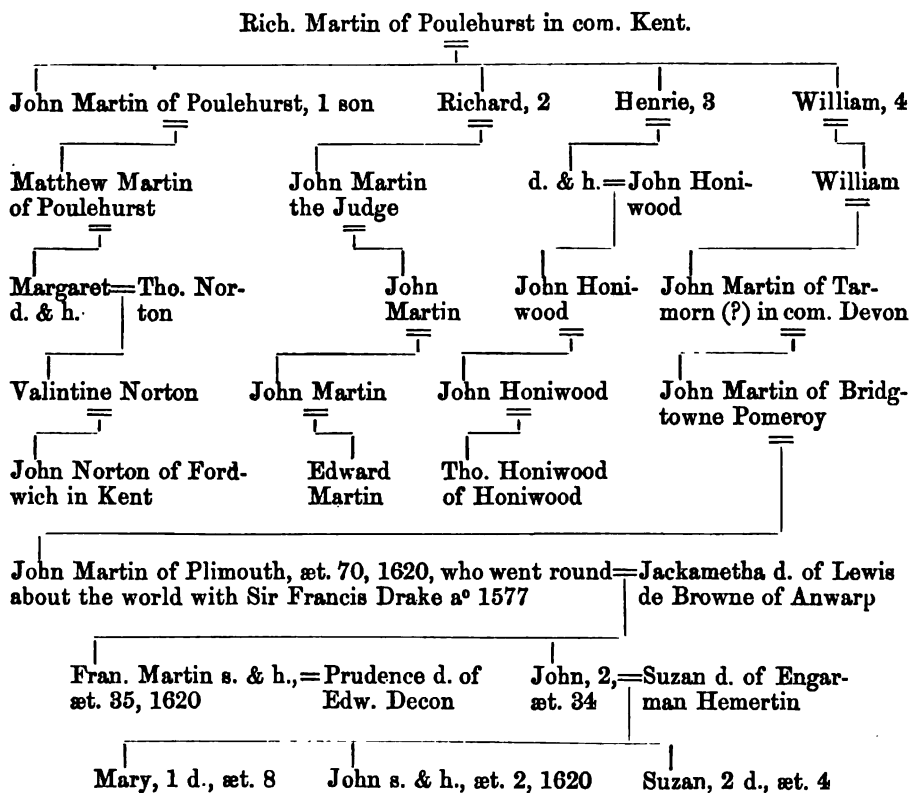 Rich. Martin of Poulehurst in com. Kent.
John Martin of Poulehurst, 1 son Richard, 2 Henrie, 3 William, 4
Matthew Martin John Martin d. & h. = John Honi- William
of Poulehurst the Judge wood
Margaret = Tho. Nor- John John Honi- John Martin of Tar-
d. & h. ton Martin wood morn (?) in com. Devon
Valintine Norton John Martin John Honiwood John Martin of Bridg-
towne Pomeroy
John Norton of Ford- Edward Tho. Honiwood
wich in Kent Martin of Honiwood
John Martin of Plimouth, æt. 70, 1620, who went round = Jackametha d. of Lewis
about the world with Sir Francis Drake aº 1577 de Browne of Anwarp
Fran. Martin s. & h., = Prudence d. of John, 2, = Suzan d. of Engar-
æt. 35, 1620 Edw. Decon æt. 34 man Hemertin
Mary, 1 d., æt. 8 John s. & h., æt. 2, 1620 Suzan, 2 d., æt. 4